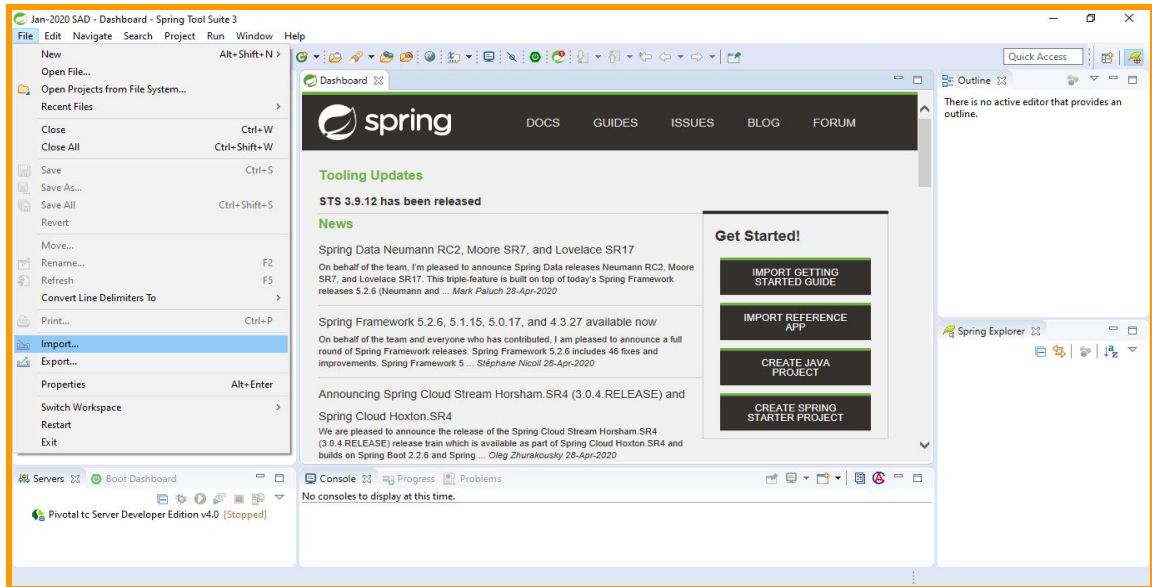 Jan-2020 SAD - Dashboard - Spring Tool Suite 3
File Edit Navigate Search Project Run Window Help
New Alt+Shift+N >
Open File...
Open Projects from File System...
Recent Files >
Close Ctrl+W
Close All Ctrl+Shift+W
Save Ctrl+S
Save As...
Save All Ctrl+Shift+S
Revert
Move...
Rename... F2
Refresh F5
Convert Line Delimiters To >
Print... Ctrl+P
Import...
Export...
Properties Alt+Enter
Switch Workspace >
Restart
Exit
Quick Access
Dashboard
spring
DOCS GUIDES ISSUES BLOG FORUM
Tooling Updates
STS 3.9.12 has been released
News
Spring Data Neumann RC2, Moore SR7, and Lovelace SR17
On behalf of the team, I'm pleased to announce Spring Data releases Neumann RC2, Moore
SR7, and Lovelace SR17. This triple-feature is built on top of today's Spring Framework
releases 5.2.6 (Neumann and ... Mark Paluch 28-Apr-2020
Spring Framework 5.2.6, 5.1.15, 5.0.17, and 4.3.27 available now
On behalf of the team and everyone who has contributed, I am pleased to announce a full
round of Spring Framework releases. Spring Framework 5.2.6 includes 46 fixes and
improvements. Spring Framework 5 ... Stéphane Nicoll 28-Apr-2020
Announcing Spring Cloud Stream Horsham.SR4 (3.0.4.RELEASE) and
Spring Cloud Hoxton.SR4
We are pleased to announce the release of the Spring Cloud Stream Horsham.SR4
(3.0.4.RELEASE) release train which is available as part of Spring Cloud Hoxton.SR4 and
builds on Spring Boot 2.2.6 and Spring ... Oleg Zhurakousky 28-Apr-2020
Get Started!
IMPORT GETTING
STARTED GUIDE
IMPORT REFERENCE
APP
CREATE JAVA
PROJECT
CREATE SPRING
STARTER PROJECT
Outline
There is no active editor that provides an
outline.
Spring Explorer
Servers Boot Dashboard
Pivotal tc Server Developer Edition v4.0 [Stopped]
Console Progress Problems
No consoles to display at this time.